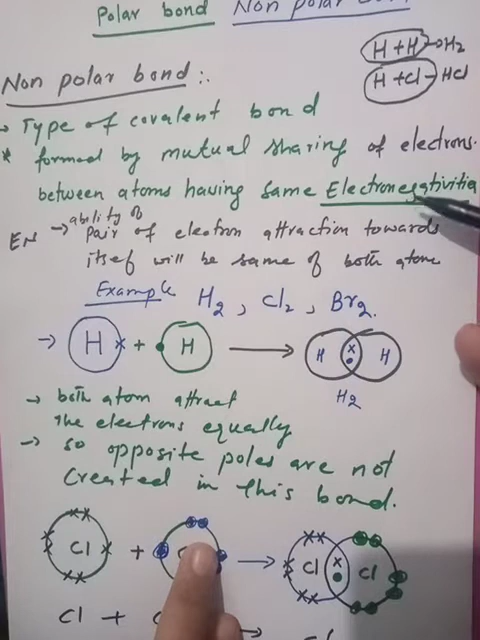 Polar bond Non polar
H + H → H2
H + Cl - HCl
Non polar bond :.
→ Type of covalent bond
* formed by mutual sharing of electrons.
between atoms having same Electronegativitia
ability of
EN → Pair of electron attraction towards
itself will be same of both atom
Example H2 , Cl2 , Br2.
→ H x + • H → H x • H
H2
→ both atom attract
The electrons equally
→ so opposite poles are not
Created in this bond.
Cl + → Cl x • Cl
Cl +